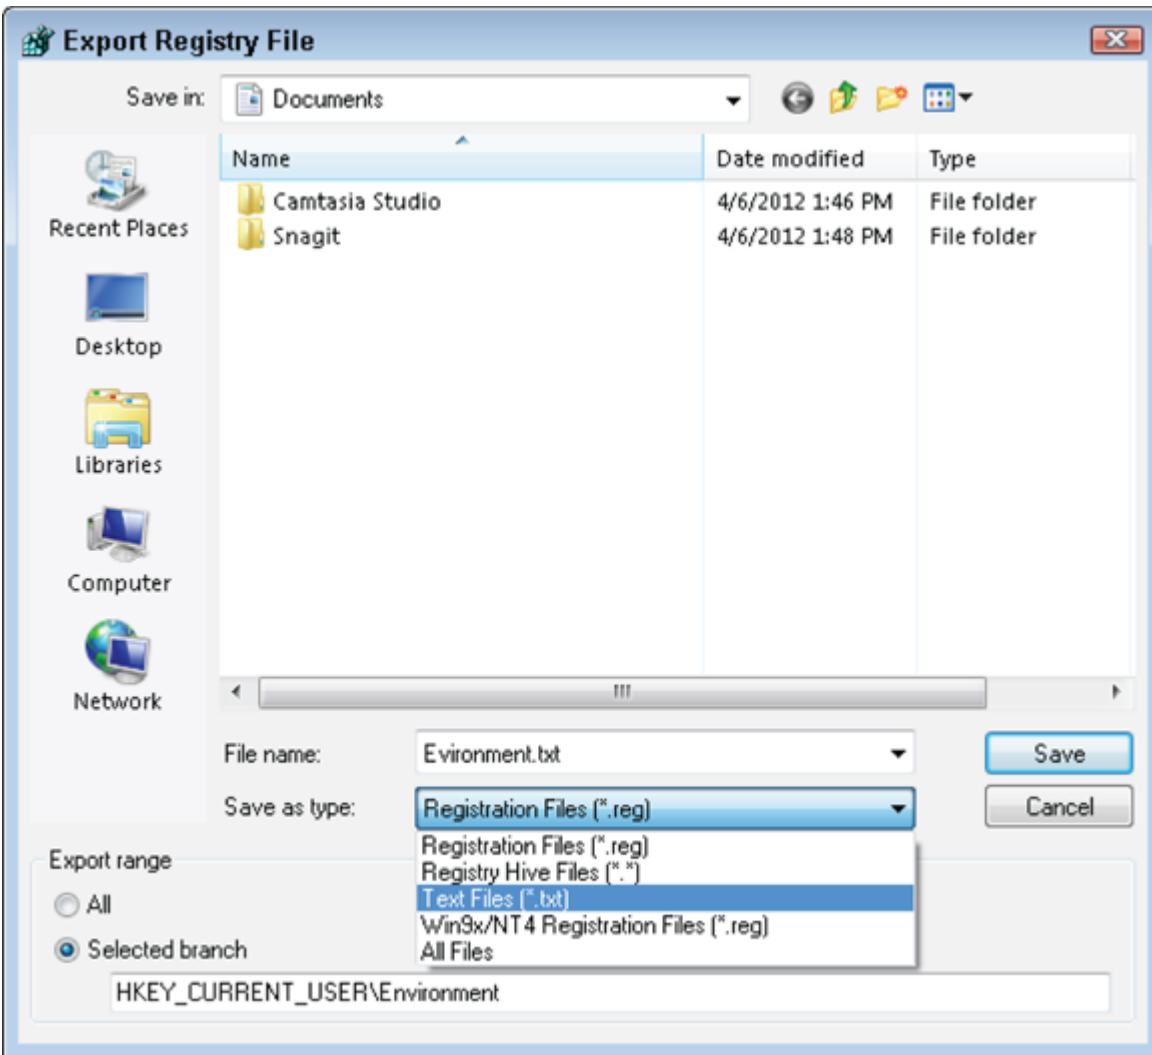 Export Registry File
Save in: Documents
Name Date modified Type
Camtasia Studio 4/6/2012 1:46 PM File folder
Snagit 4/6/2012 1:48 PM File folder
Recent Places
Desktop
Libraries
Computer
Network
File name: Evironment.txt Save
Save as type: Registration Files (*.reg) Cancel
Registration Files (*.reg)
Registry Hive Files (*.*)
Text Files (*.txt)
Win9x/NT4 Registration Files (*.reg)
All Files
Export range
All
Selected branch
HKEY_CURRENT_USER\Environment